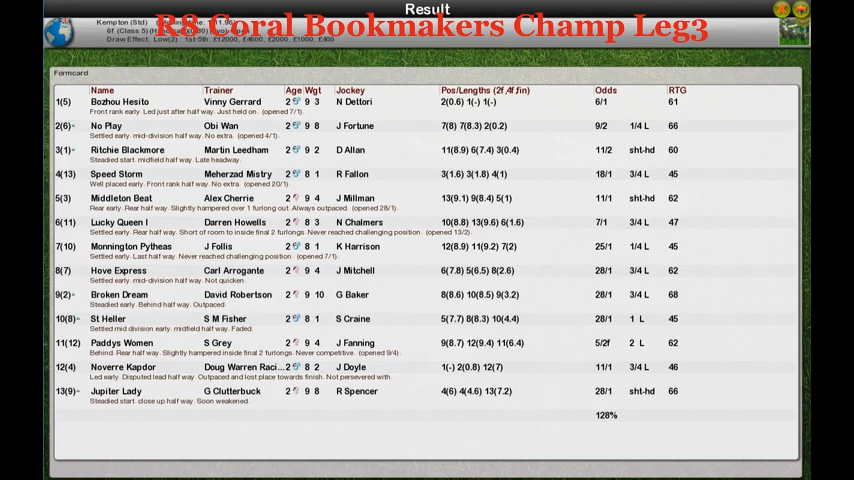 Result
RS Coral Bookmakers Champ Leg3
Kempton (Std)
6f (Class 5)
Draw Effect: Low(2) 1st-5th: £12000, £4600, £2000, £1000, £400
Formcard
Name Trainer Age Wgt Jockey Pos/Lengths (2f,4f,fin) Odds RTG
1(5) Bozhou Hesito Vinny Gerrard 2 9 3 N Dettori 2(0.6) 1(-) 1(-) 6/1 61
Front rank early. Led just after half way. Just held on. (opened 7/1)
2(6) No Play Obi Wan 2 9 8 J Fortune 7(8) 7(8.3) 2(0.2) 9/2 1/4 L 66
Settled early. mid-division half way. No extra. (opened 4/1)
3(1) Ritchie Blackmore Martin Leedham 2 9 2 D Allan 11(8.9) 6(7.4) 3(0.4) 11/2 sht-hd 60
Steadied start. midfield half way. Late headway.
4(13) Speed Storm Meherzad Mistry 2 8 1 R Fallon 3(1.6) 3(1.8) 4(1) 18/1 3/4 L 45
Well placed early. Front rank half way. No extra. (opened 20/1)
5(3) Middleton Beat Alex Cherrie 2 9 4 J Millman 13(9.1) 9(8.4) 5(1) 11/1 sht-hd 62
Rear early. Rear half way. Slightly hampered over 1 furlong out. Always outpaced. (opened 28/1)
6(11) Lucky Queen I Darren Howells 2 8 3 N Chalmers 10(8.8) 13(9.6) 6(1.6) 7/1 3/4 L 47
Settled early. Rear half way. Short of room to inside final 2 furlongs. Never reached challenging position. (opened 13/2)
7(10) Monnington Pytheas J Follis 2 8 1 K Harrison 12(8.9) 11(9.2) 7(2) 25/1 1/4 L 45
Settled early. Last half way. Never reached challenging position. (opened 7/1)
8(7) Hove Express Carl Arrogante 2 9 4 J Mitchell 6(7.8) 5(6.5) 8(2.6) 28/1 3/4 L 62
Settled early. mid-division half way. Not quicken.
9(2) Broken Dream David Robertson 2 9 10 G Baker 8(8.6) 10(8.5) 9(3.2) 28/1 3/4 L 68
Steadied early. Behind half way. Outpaced.
10(8) St Heller S M Fisher 2 8 1 S Craine 5(7.7) 8(8.3) 10(4.4) 28/1 1 L 45
Settled mid division early. midfield half way. Faded.
11(12) Paddys Women S Grey 2 9 4 J Fanning 9(8.7) 12(9.4) 11(6.4) 5/2f 2 L 62
Behind. Rear half way. Slightly hampered inside final 2 furlongs. Never competitive. (opened 9/4)
12(4) Noverre Kapdor Doug Warren Raci... 2 8 2 J Doyle 1(-) 2(0.8) 12(7) 11/1 3/4 L 46
Led early. Disputed lead half way. Outpaced and lost place towards finish. Not persevered with.
13(9) Jupiter Lady G Clutterbuck 2 9 8 R Spencer 4(6) 4(4.6) 13(7.2) 28/1 sht-hd 66
Steadied start. close up half way. Soon weakened.
128%